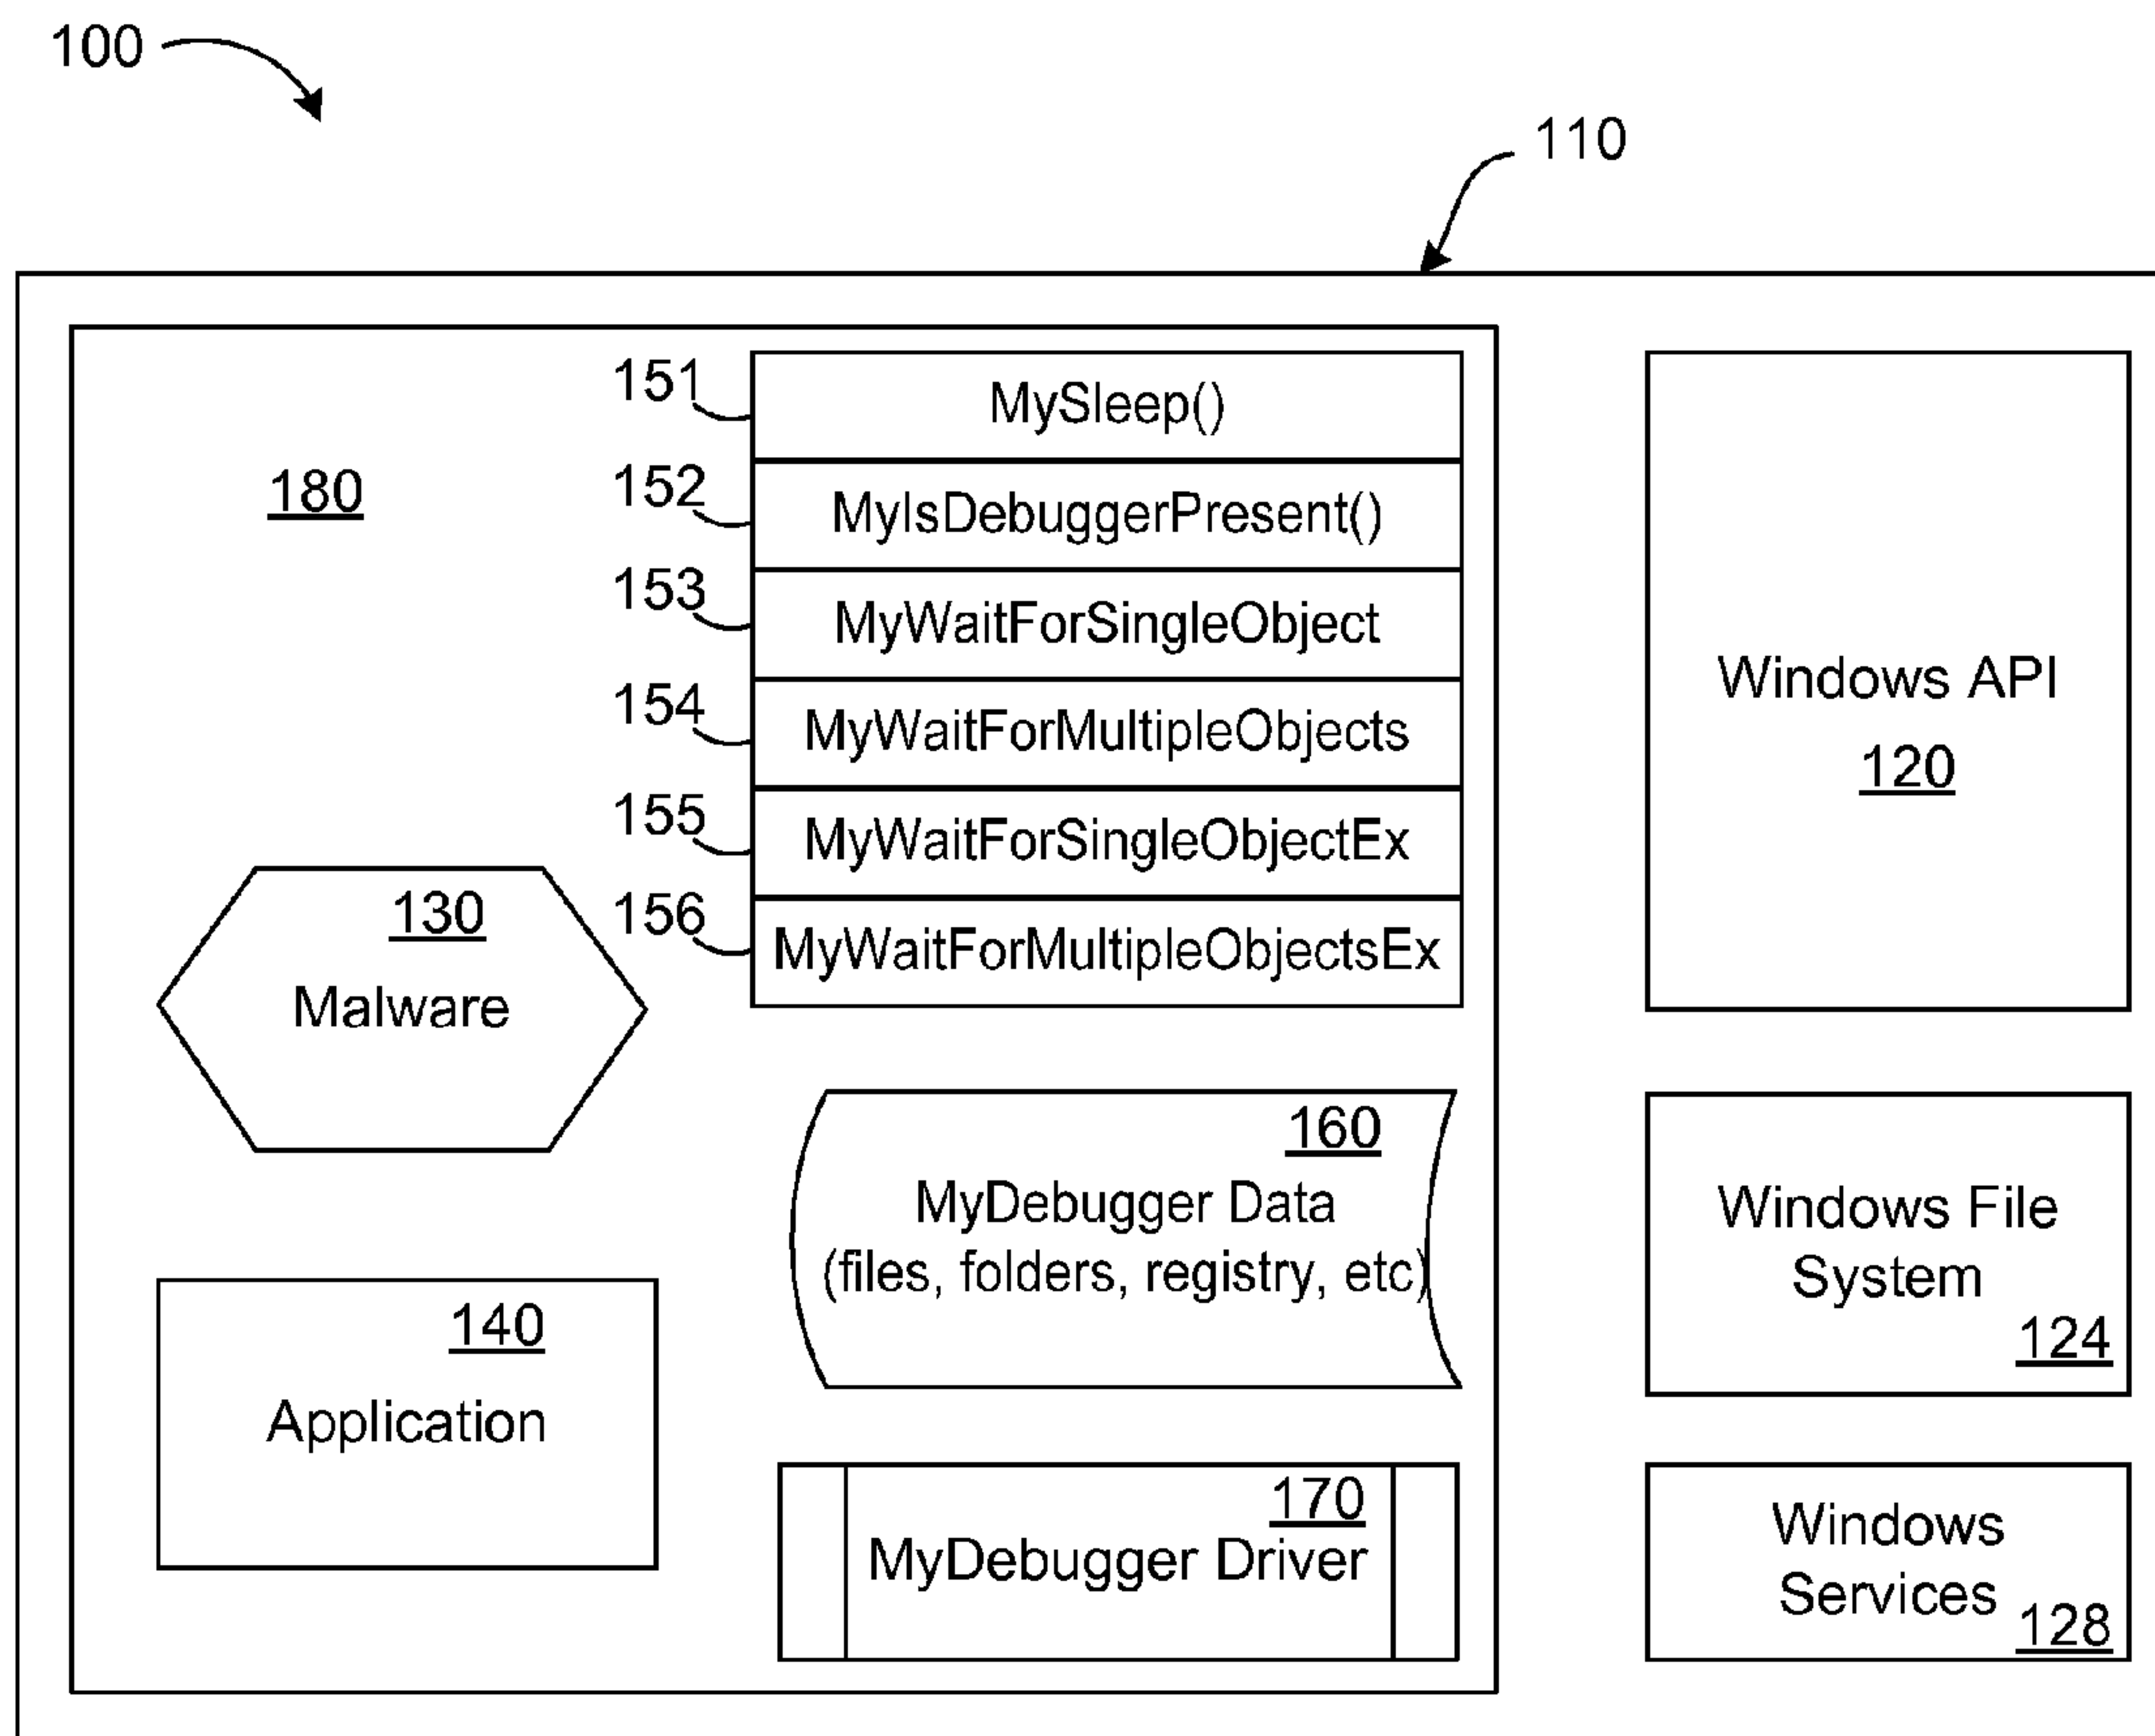 100
110
180
151
MySleep()
152
MyIsDebuggerPresent()
153
MyWaitForSingleObject
154
MyWaitForMultipleObjects
155
MyWaitForSingleObjectEx
156
MyWaitForMultipleObjectsEx
130
Malware
140
Application
160
MyDebugger Data
(files, folders, registry, etc)
170
MyDebugger Driver
Windows API
120
Windows File
System
124
Windows
Services
128